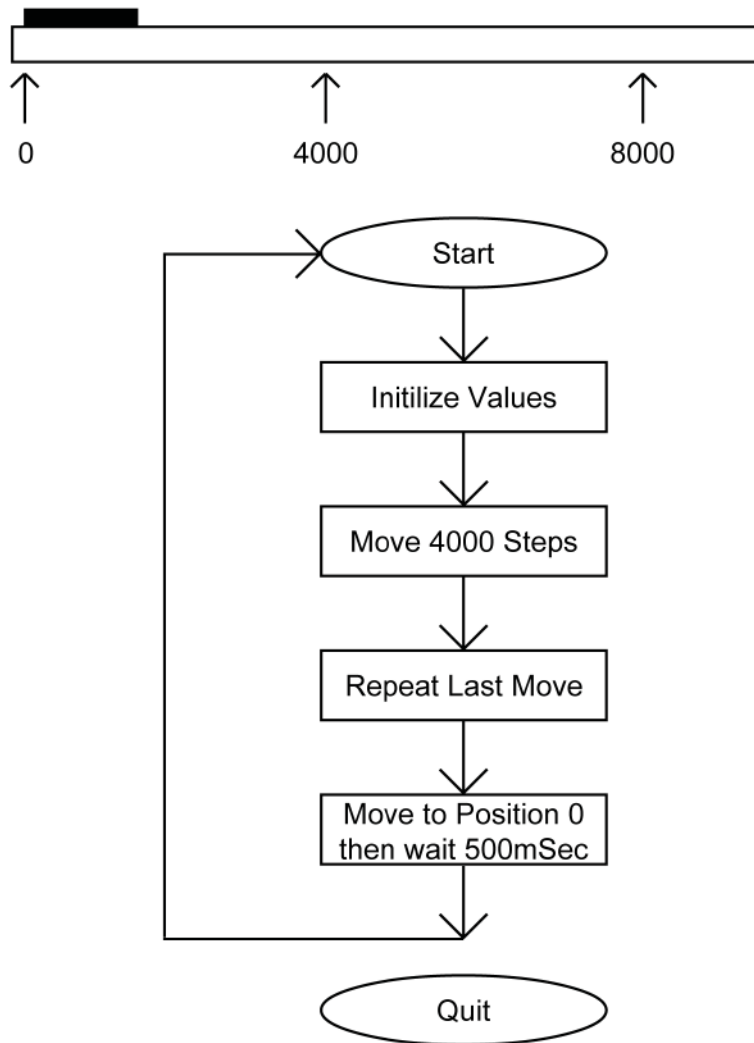 0
4000
8000
Start
Initilize Values
Move 4000 Steps
Repeat Last Move
Move to Position 0
then wait 500mSec
Quit